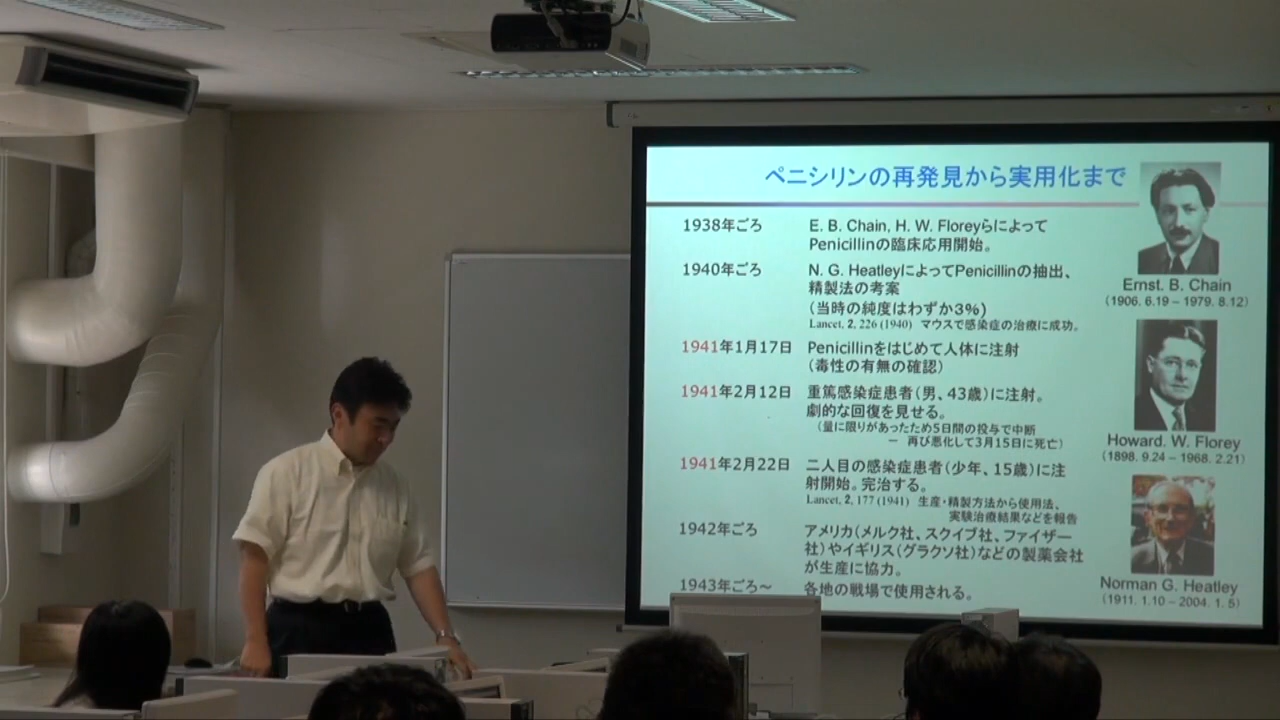 ペニシリンの再発見から実用化まで
1938年ごろ E. B. Chain, H. W. Floreyらによって
Penicillinの臨床応用開始。
1940年ごろ N. G. HeatleyによってPenicillinの抽出、
精製法の考案
(当時の純度はわずか3%)
Lancet, 2, 226 (1940) マウスで感染症の治療に成功。
1941年1月17日 Penicillinをはじめて人体に注射
(毒性の有無の確認)
1941年2月12日 重篤感染症患者(男、43歳)に注射。
劇的な回復を見せる。
(量に限りがあったため5日間の投与で中断
― 再び悪化して3月15日に死亡)
1941年2月22日 二人目の感染症患者(少年、15歳)に注
射開始。完治する。
Lancet, 2, 177 (1941) 生産・精製方法から使用法、
実験治療結果などを報告
1942年ごろ アメリカ(メルク社、スクイブ社、ファイザー
社)やイギリス(グラクソ社)などの製薬会社
が生産に協力。
1943年ごろ～ 各地の戦場で使用される。
Ernst. B. Chain
(1906. 6.19 – 1979. 8.12)
Howard. W. Florey
(1898. 9.24 – 1968. 2.21)
Norman G. Heatley
(1911. 1.10 – 2004. 1. 5)